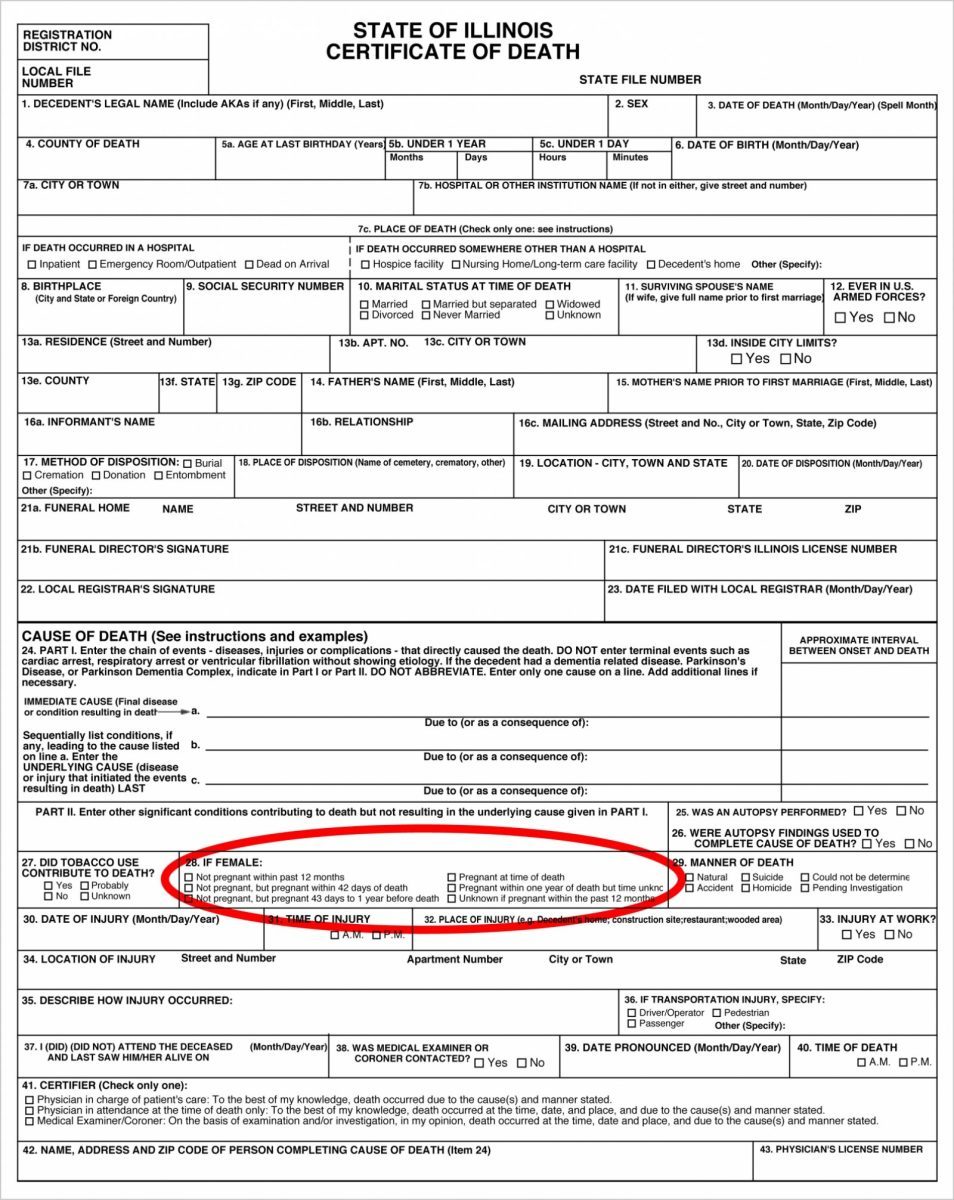 REGISTRATION
DISTRICT NO.
STATE OF ILLINOIS
CERTIFICATE OF DEATH
LOCAL FILE
NUMBER
STATE FILE NUMBER
1. DECEDENT'S LEGAL NAME (Include AKAs if any) (First, Middle, Last)
2. SEX
3. DATE OF DEATH (Month/Day/Year) (Spell Month)
4. COUNTY OF DEATH
5a. AGE AT LAST BIRTHDAY (Years)
5b. UNDER 1 YEAR
Months Days
5c. UNDER 1 DAY
Hours Minutes
6. DATE OF BIRTH (Month/Day/Year)
7a. CITY OR TOWN
7b. HOSPITAL OR OTHER INSTITUTION NAME (If not in either, give street and number)
7c. PLACE OF DEATH (Check only one: see instructions)
IF DEATH OCCURRED IN A HOSPITAL
☐ Inpatient ☐ Emergency Room/Outpatient ☐ Dead on Arrival
IF DEATH OCCURRED SOMEWHERE OTHER THAN A HOSPITAL
☐ Hospice facility ☐ Nursing Home/Long-term care facility ☐ Decedent's home Other (Specify):
8. BIRTHPLACE
(City and State or Foreign Country)
9. SOCIAL SECURITY NUMBER
10. MARITAL STATUS AT TIME OF DEATH
☐ Married ☐ Married but separated ☐ Widowed
☐ Divorced ☐ Never Married ☐ Unknown
11. SURVIVING SPOUSE'S NAME
(If wife, give full name prior to first marriage)
12. EVER IN U.S.
ARMED FORCES?
☐ Yes ☐ No
13a. RESIDENCE (Street and Number)
13b. APT. NO.
13c. CITY OR TOWN
13d. INSIDE CITY LIMITS?
☐ Yes ☐ No
13e. COUNTY
13f. STATE
13g. ZIP CODE
14. FATHER'S NAME (First, Middle, Last)
15. MOTHER'S NAME PRIOR TO FIRST MARRIAGE (First, Middle, Last)
16a. INFORMANT'S NAME
16b. RELATIONSHIP
16c. MAILING ADDRESS (Street and No., City or Town, State, Zip Code)
17. METHOD OF DISPOSITION: ☐ Burial
☐ Cremation ☐ Donation ☐ Entombment
Other (Specify):
18. PLACE OF DISPOSITION (Name of cemetery, crematory, other)
19. LOCATION - CITY, TOWN AND STATE
20. DATE OF DISPOSITION (Month/Day/Year)
21a. FUNERAL HOME NAME STREET AND NUMBER CITY OR TOWN STATE ZIP
21b. FUNERAL DIRECTOR'S SIGNATURE
21c. FUNERAL DIRECTOR'S ILLINOIS LICENSE NUMBER
22. LOCAL REGISTRAR'S SIGNATURE
23. DATE FILED WITH LOCAL REGISTRAR (Month/Day/Year)
CAUSE OF DEATH (See instructions and examples)
24. PART I. Enter the chain of events - diseases, injuries or complications - that directly caused the death. DO NOT enter terminal events such as
cardiac arrest, respiratory arrest or ventricular fibrillation without showing etiology. If the decedent had a dementia related disease. Parkinson's
Disease, or Parkinson Dementia Complex, indicate in Part I or Part II. DO NOT ABBREVIATE. Enter only one cause on a line. Add additional lines if
necessary.
APPROXIMATE INTERVAL
BETWEEN ONSET AND DEATH
IMMEDIATE CAUSE (Final disease
or condition resulting in death a.
Due to (or as a consequence of):
Sequentially list conditions, if
any, leading to the cause listed b.
on line a. Enter the
Due to (or as a consequence of):
UNDERLYING CAUSE (disease
or injury that initiated the events c.
resulting in death) LAST
Due to (or as a consequence of):
PART II. Enter other significant conditions contributing to death but not resulting in the underlying cause given in PART I.
25. WAS AN AUTOPSY PERFORMED? ☐ Yes ☐ No
26. WERE AUTOPSY FINDINGS USED TO
COMPLETE CAUSE OF DEATH? ☐ Yes ☐ No
27. DID TOBACCO USE
CONTRIBUTE TO DEATH?
☐ Yes ☐ Probably
☐ No ☐ Unknown
28. IF FEMALE:
☐ Not pregnant within past 12 months
☐ Not pregnant, but pregnant within 42 days of death
☐ Not pregnant, but pregnant 43 days to 1 year before death
☐ Pregnant at time of death
☐ Pregnant within one year of death but time unknc
☐ Unknown if pregnant within the past 12 months
29. MANNER OF DEATH
☐ Natural ☐ Suicide ☐ Could not be determine
☐ Accident ☐ Homicide ☐ Pending Investigation
30. DATE OF INJURY (Month/Day/Year)
31. TIME OF INJURY
☐ A.M. ☐ P.M.
32. PLACE OF INJURY (e.g, Decedent's home; construction site;restaurant;wooded area)
33. INJURY AT WORK?
☐ Yes ☐ No
34. LOCATION OF INJURY Street and Number Apartment Number City or Town State ZIP Code
35. DESCRIBE HOW INJURY OCCURRED:
36. IF TRANSPORTATION INJURY, SPECIFY:
☐ Driver/Operator ☐ Pedestrian
☐ Passenger Other (Specify):
37. I (DID) (DID NOT) ATTEND THE DECEASED (Month/Day/Year)
AND LAST SAW HIM/HER ALIVE ON
38. WAS MEDICAL EXAMINER OR
CORONER CONTACTED? ☐ Yes ☐ No
39. DATE PRONOUNCED (Month/Day/Year)
40. TIME OF DEATH
☐ A.M. ☐ P.M.
41. CERTIFIER (Check only one):
☐ Physician in charge of patient's care: To the best of my knowledge, death occurred due to the cause(s) and manner stated.
☐ Physician in attendance at the time of death only: To the best of my knowledge, death occurred at the time, date, and place, and due to the cause(s) and manner stated.
☐ Medical Examiner/Coroner: On the basis of examination and/or investigation, in my opinion, death occurred at the time, date and place, and due to the cause(s) and manner stated.
42. NAME, ADDRESS AND ZIP CODE OF PERSON COMPLETING CAUSE OF DEATH (Item 24)
43. PHYSICIAN'S LICENSE NUMBER